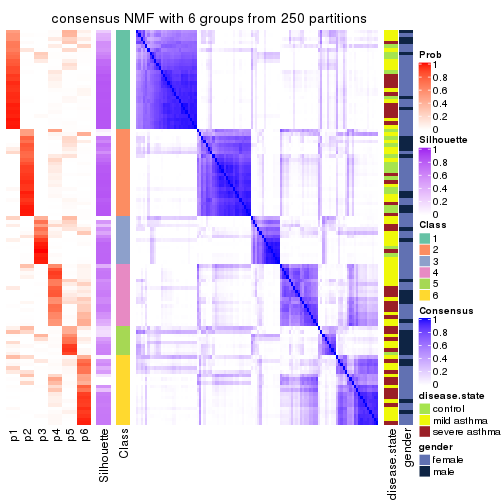 consensus NMF with 6 groups from 250 partitions
Prob
1
0.8
0.6
0.4
0.2
0
Silhouette
1
0.8
0.6
0.4
0.2
0
Class
1
2
3
4
5
6
Consensus
1
0.8
0.6
0.4
0.2
0
disease.state
control
mild asthma
severe asthma
gender
female
male
p1
p2
p3
p4
p5
p6
Silhouette
Class
disease.state
gender